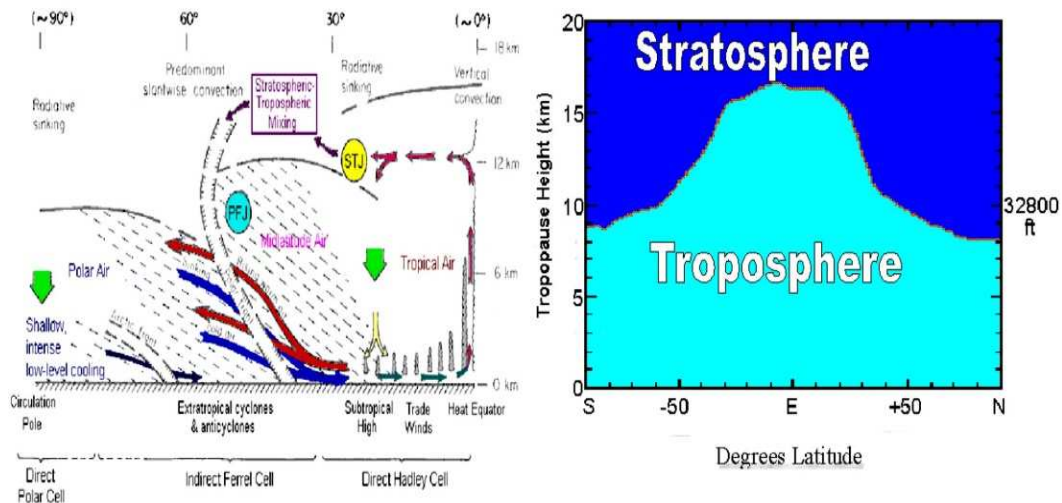 (~90°) 60° 30° (~0°)
18 km
Predominant
slantwise convection
Radiative
sinking
Vertical
convection
Radiative
sinking
Stratospheric-
Tropospheric
Mixing
STJ
12 km
PFJ
Midlatitude Air
Polar Air
Tropical Air
6 km
Shallow,
intense
low-level cooling
Arctic front
0 km
Circulation
Pole
Extratropical cyclones
& anticyclones
Subtropical
High
Trade
Winds
Heat Equator
Direct
Polar Cell
Indirect Ferrel Cell
Direct Hadley Cell
Stratosphere
Troposphere
Tropopause Height (km)
20
15
10
5
0
32800
ft
S -50 E +50 N
Degrees Latitude